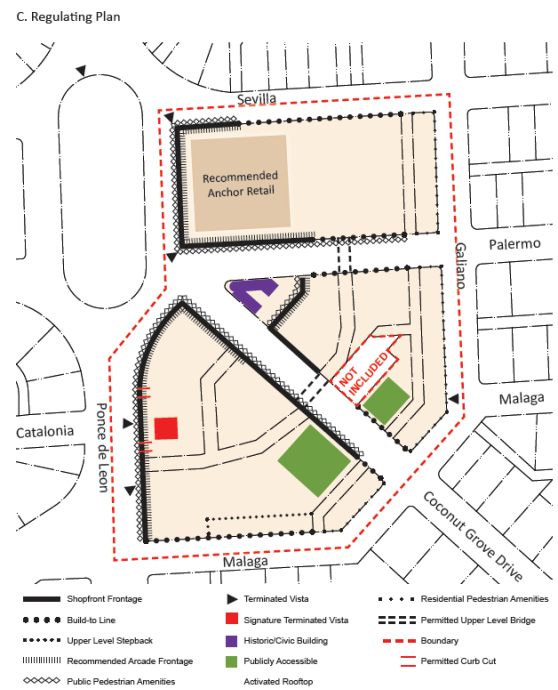 C. Regulating Plan
Sevilla
Recommended
Anchor Retail
Galiano
Palermo
NOT
INCLUDED
Malaga
Ponce de Leon
Catalonia
Coconut Grove Drive
Malaga
Shopfront Frontage
Terminated Vista
Residential Pedestrian Amenities
Build-to Line
Signature Terminated Vista
Permitted Upper Level Bridge
Upper Level Stepback
Historic/Civic Building
Boundary
Recommended Arcade Frontage
Publicly Accessible
Permitted Curb Cut
Public Pedestrian Amenities
Activated Rooftop